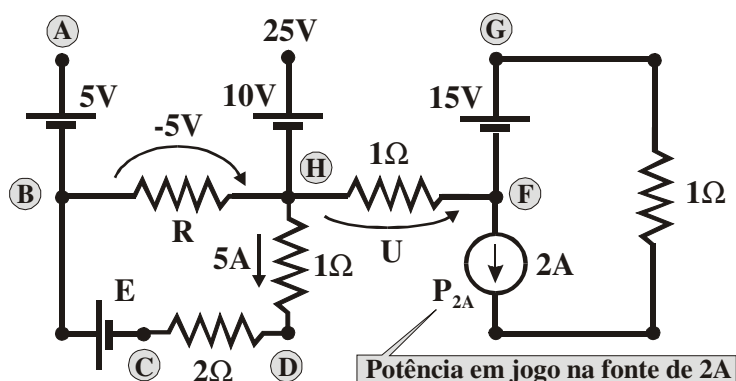 A
25V
G
5V
10V
15V
-5V
1Ω
H
B
F
1Ω
R
5A
1Ω
U
2A
E
P2A
C
2Ω
D
Potência em jogo na fonte de 2A